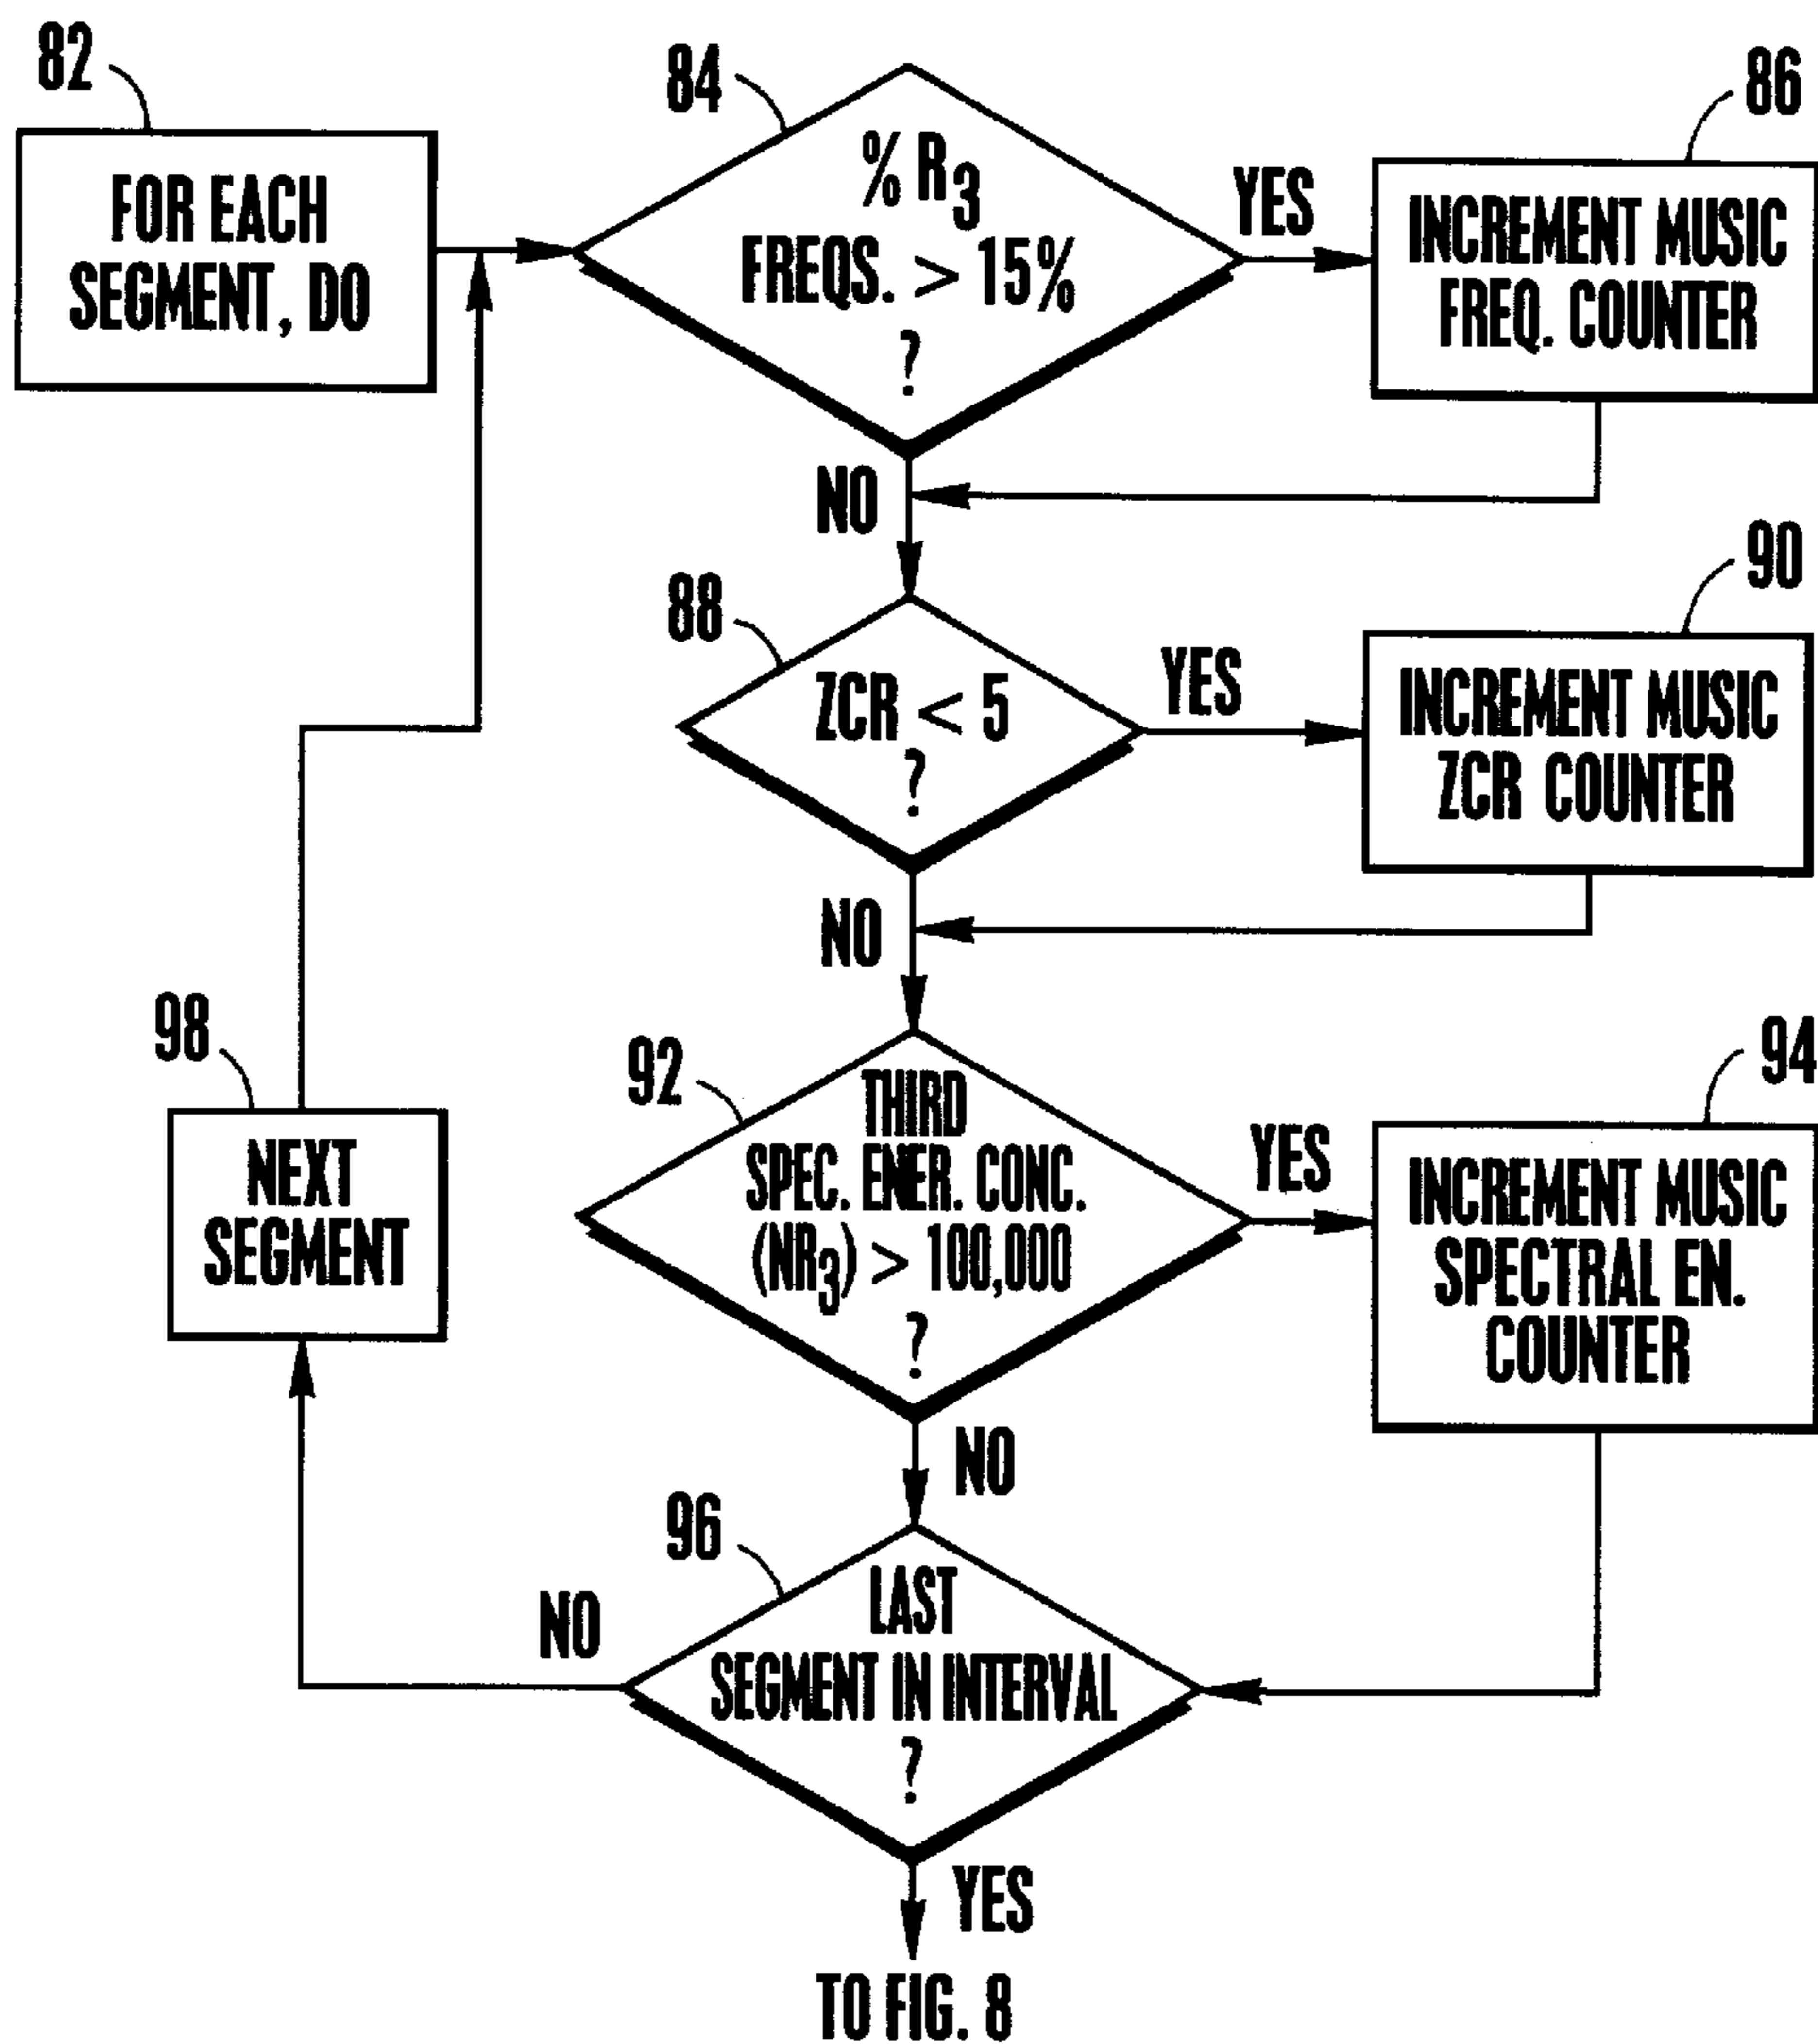 82
FOR EACH
SEGMENT, DO
84
% R3
FREQS. > 15%
?
YES
86
INCREMENT MUSIC
FREQ. COUNTER
NO
88
ZCR < 5
?
YES
90
INCREMENT MUSIC
ZCR COUNTER
NO
92
THIRD
SPEC. ENER. CONC.
(NR3) > 100,000
?
YES
94
INCREMENT MUSIC
SPECTRAL EN.
COUNTER
NO
96
LAST
SEGMENT IN INTERVAL
?
NO
98
NEXT
SEGMENT
YES
TO FIG. 8